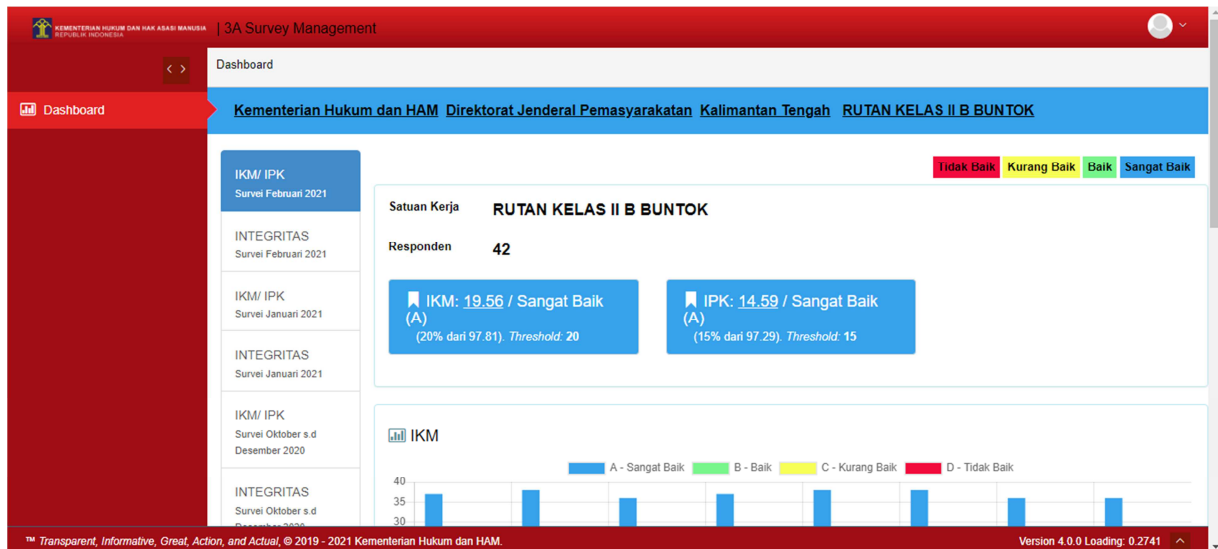 KEMENTERIAN HUKUM DAN HAK ASASI MANUSIA
REPUBLIK INDONESIA
| 3A Survey Management
Dashboard
Dashboard
Kementerian Hukum dan HAM Direktorat Jenderal Pemasyarakatan Kalimantan Tengah RUTAN KELAS II B BUNTOK
IKM/ IPK
Survei Februari 2021
INTEGRITAS
Survei Februari 2021
IKM/ IPK
Survei Januari 2021
INTEGRITAS
Survei Januari 2021
IKM/ IPK
Survei Oktober s.d
Desember 2020
INTEGRITAS
Survei Oktober s.d
Desember 2020
Tidak Baik Kurang Baik Baik Sangat Baik
Satuan Kerja RUTAN KELAS II B BUNTOK
Responden 42
IKM: 19.56 / Sangat Baik
(A)
(20% dari 97.81). Threshold: 20
IPK: 14.59 / Sangat Baik
(A)
(15% dari 97.29). Threshold: 15
IKM
A - Sangat Baik B - Baik C - Kurang Baik D - Tidak Baik
40
35
30
™ Transparent, Informative, Great, Action, and Actual, © 2019 - 2021 Kementerian Hukum dan HAM.
Version 4.0.0 Loading: 0.2741